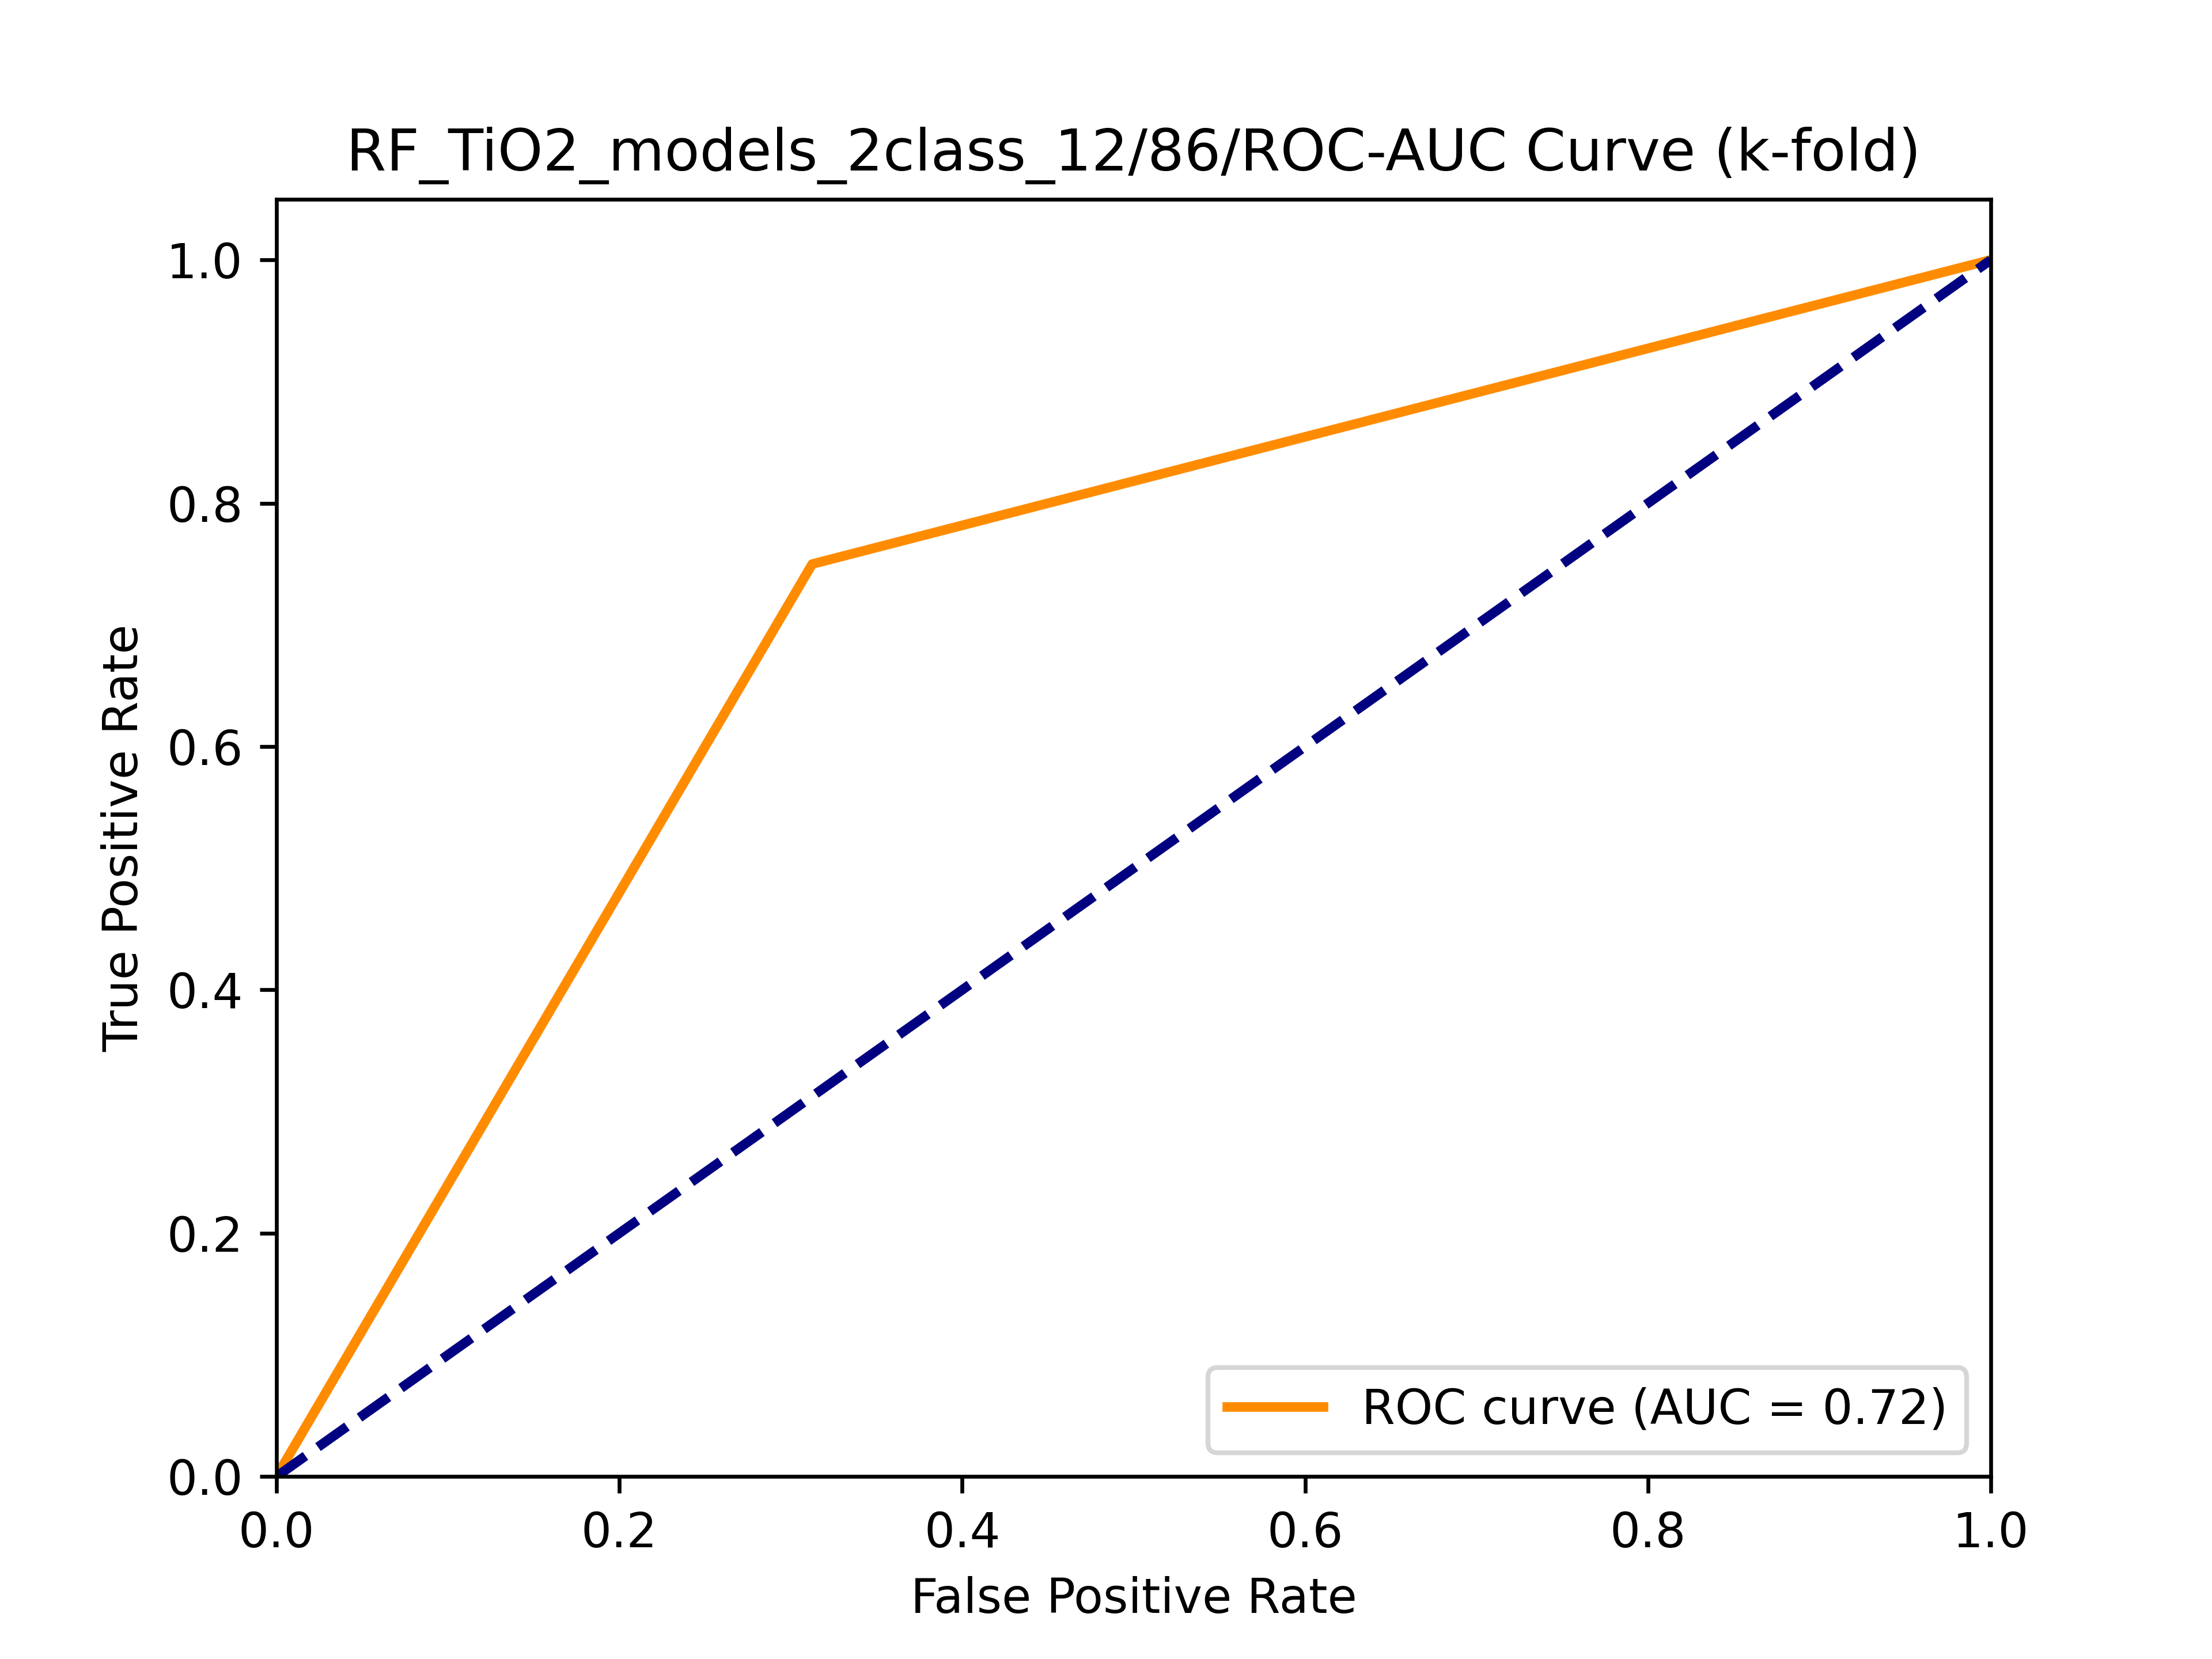 RF_TiO2_models_2class_12/86/ROC-AUC Curve (k-fold)
1.0
0.8
0.6
0.4
0.2
0.0
True Positive Rate
ROC curve (AUC = 0.72)
0.0 0.2 0.4 0.6 0.8 1.0
False Positive Rate